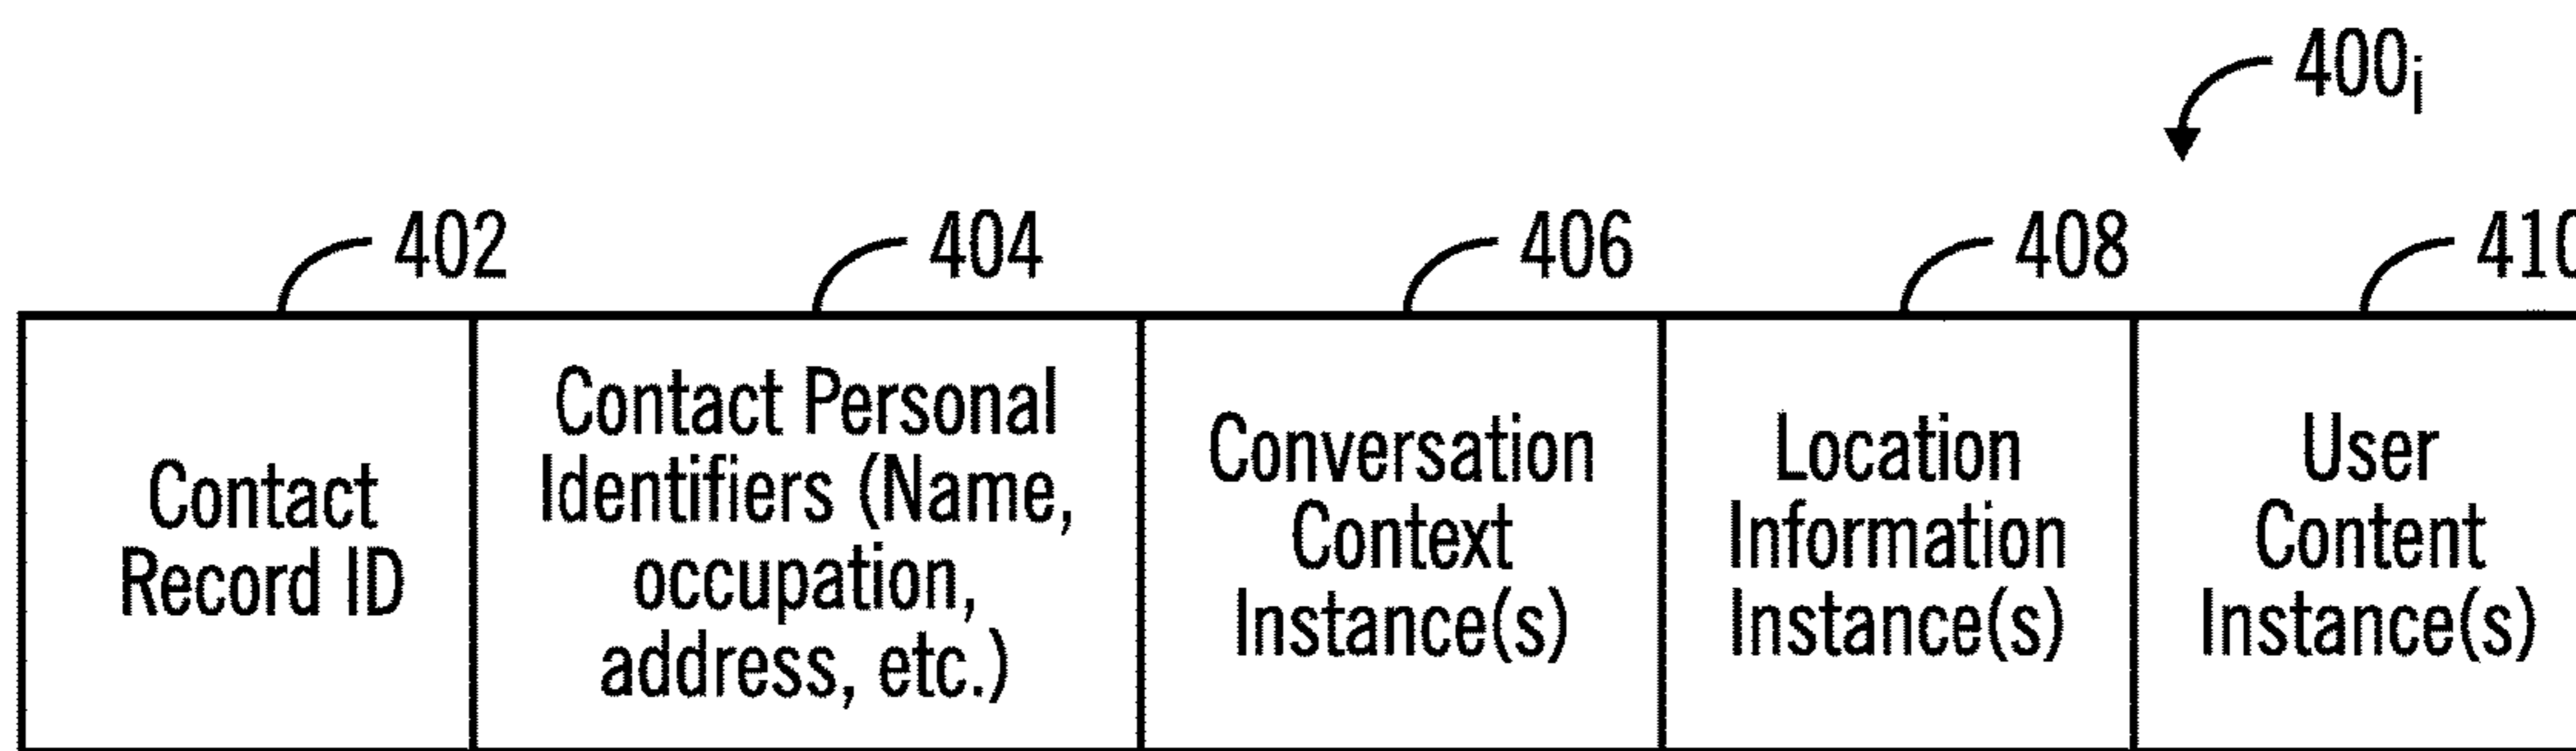 400i
402 404 406 408 410
Contact
Record ID
Contact Personal
Identifiers (Name,
occupation,
address, etc.)
Conversation
Context
Instance(s)
Location
Information
Instance(s)
User
Content
Instance(s)